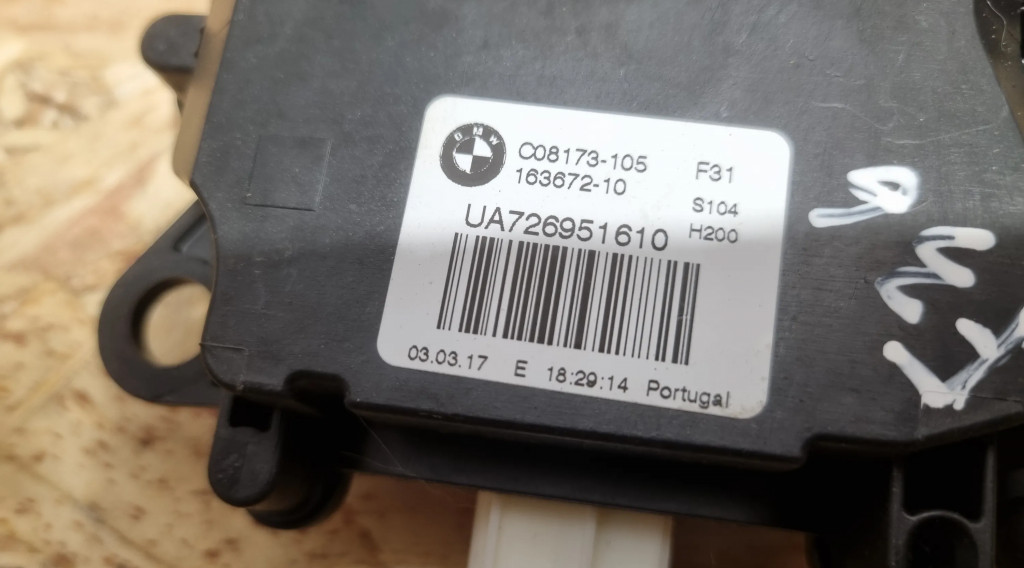 BMW
C08173-105 F31
163672-10 S104
UA726951610 H200
03.03.17 E 18:29:14 Portugal